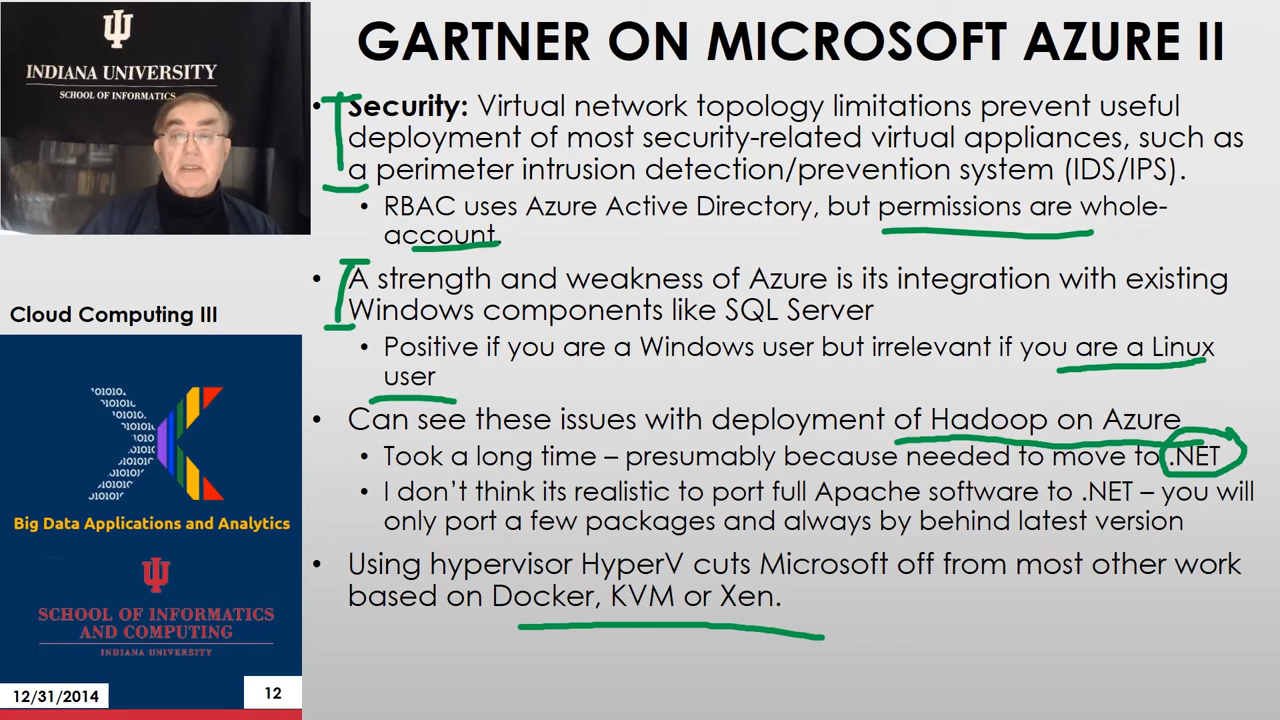 INDIANA UNIVERSITY
SCHOOL OF INFORMATICS
GARTNER ON MICROSOFT AZURE II
• Security: Virtual network topology limitations prevent useful
deployment of most security-related virtual appliances, such as
a perimeter intrusion detection/prevention system (IDS/IPS).
• RBAC uses Azure Active Directory, but permissions are whole-
account.
• A strength and weakness of Azure is its integration with existing
Windows components like SQL Server
• Positive if you are a Windows user but irrelevant if you are a Linux
user
• Can see these issues with deployment of Hadoop on Azure
• Took a long time – presumably because needed to move to .NET
• I don't think its realistic to port full Apache software to .NET – you will
only port a few packages and always by behind latest version
• Using hypervisor HyperV cuts Microsoft off from most other work
based on Docker, KVM or Xen.
Cloud Computing III
Big Data Applications and Analytics
SCHOOL OF INFORMATICS
AND COMPUTING
INDIANA UNIVERSITY
12/31/2014
12